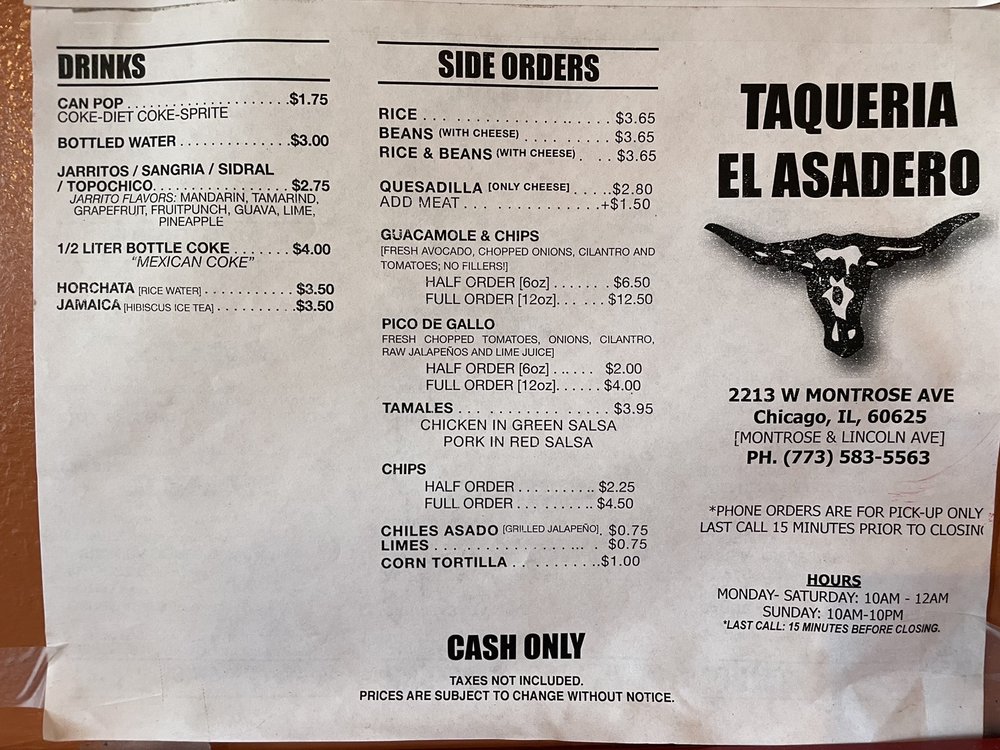 DRINKS
CAN POP . . . . . . . . . . . . . . . . . . . . $1.75
COKE-DIET COKE-SPRITE
BOTTLED WATER . . . . . . . . . . . . . . $3.00
JARRITOS / SANGRIA / SIDRAL
/ TOPOCHICO. . . . . . . . . . . . . . . . . $2.75
JARRITO FLAVORS: MANDARIN, TAMARIND,
GRAPEFRUIT, FRUITPUNCH, GUAVA, LIME,
PINEAPPLE
1/2 LITER BOTTLE COKE . . . . . . . $4.00
"MEXICAN COKE"
HORCHATA [RICE WATER] . . . . . . . . . . . $3.50
JAMAICA [HIBISCUS ICE TEA] . . . . . . . . . . $3.50
SIDE ORDERS
RICE . . . . . . . . . . . . . . . . . . $3.65
BEANS (WITH CHEESE) . . . . . . . . . $3.65
RICE & BEANS (WITH CHEESE) . . . $3.65
QUESADILLA [ONLY CHEESE] . . . . . $2.80
ADD MEAT . . . . . . . . . . . . . . +$1.50
GUACAMOLE & CHIPS
[FRESH AVOCADO, CHOPPED ONIONS, CILANTRO AND
TOMATOES; NO FILLERS!]
HALF ORDER [6oz] . . . . . . . $6.50
FULL ORDER [12oz]. . . . . . $12.50
PICO DE GALLO
FRESH CHOPPED TOMATOES, ONIONS, CILANTRO,
RAW JALAPEÑOS AND LIME JUICE]
HALF ORDER [6oz] . . . . . . $2.00
FULL ORDER [12oz]. . . . . . $4.00
TAMALES . . . . . . . . . . . . . . . . $3.95
CHICKEN IN GREEN SALSA
PORK IN RED SALSA
CHIPS
HALF ORDER . . . . . . . . . . $2.25
FULL ORDER . . . . . . . . . . $4.50
CHILES ASADO [GRILLED JALAPEÑO]. $0.75
LIMES . . . . . . . . . . . . . . . . . . $0.75
CORN TORTILLA . . . . . . . . . . $1.00
CASH ONLY
TAXES NOT INCLUDED.
PRICES ARE SUBJECT TO CHANGE WITHOUT NOTICE.
TAQUERIA
EL ASADERO
2213 W MONTROSE AVE
Chicago, IL, 60625
[MONTROSE & LINCOLN AVE]
PH. (773) 583-5563
*PHONE ORDERS ARE FOR PICK-UP ONLY
LAST CALL 15 MINUTES PRIOR TO CLOSIN
HOURS
MONDAY- SATURDAY: 10AM - 12AM
SUNDAY: 10AM-10PM
*LAST CALL: 15 MINUTES BEFORE CLOSING.